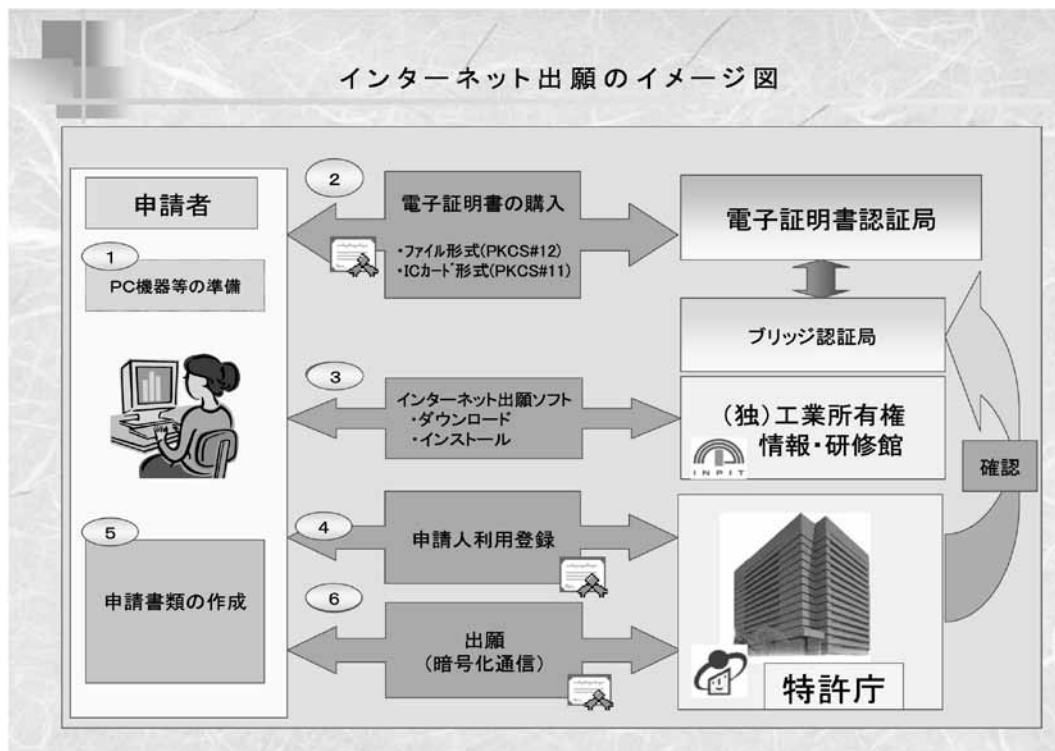 インターネット出願のイメージ図
申請者
1
PC機器等の準備
2
電子証明書の購入
・ファイル形式(PKCS#12)
・ICカード形式(PKCS#11)
電子証明書認証局
ブリッジ認証局
3
インターネット出願ソフト
・ダウンロード
・インストール
(独)工業所有権
情報・研修館
INPIT
確認
4
申請人利用登録
5
申請書類の作成
6
出願
(暗号化通信)
特許庁